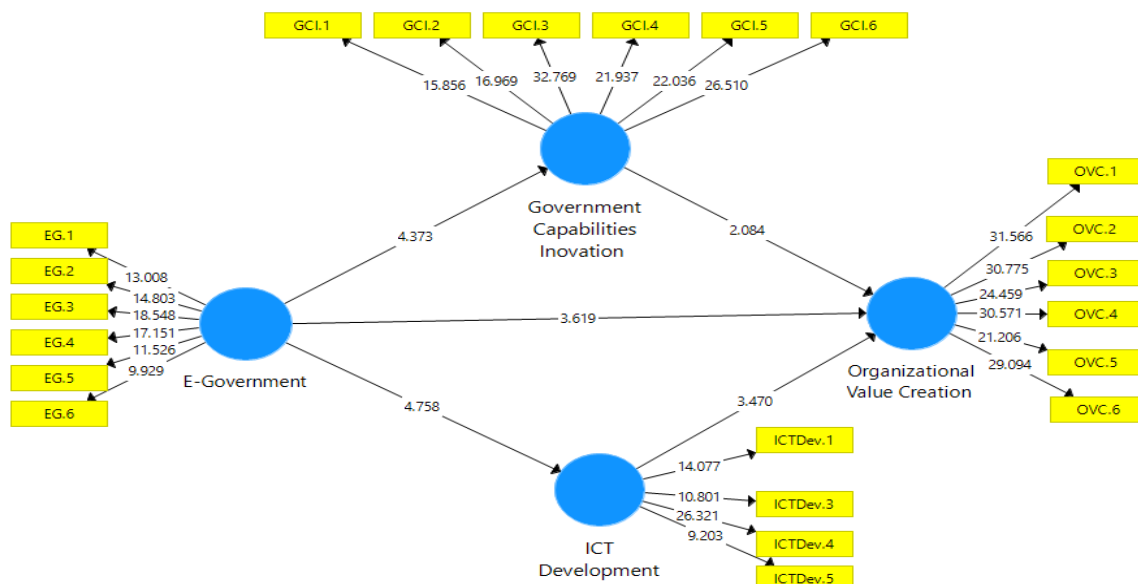 GCI.1
GCI.2
GCI.3
GCI.4
GCI.5
GCI.6
15.856
16.969
32.769
21.937
22.036
26.510
Government
Capabilities
Inovation
EG.1
EG.2
EG.3
EG.4
EG.5
EG.6
13.008
14.803
18.548
17.151
11.526
9.929
E-Government
4.373
3.619
4.758
2.084
3.470
OVC.1
OVC.2
OVC.3
OVC.4
OVC.5
OVC.6
31.566
30.775
24.459
30.571
21.206
29.094
Organizational
Value Creation
14.077
10.801
26.321
9.203
ICTDev.1
ICTDev.3
ICTDev.4
ICTDev.5
ICT
Development